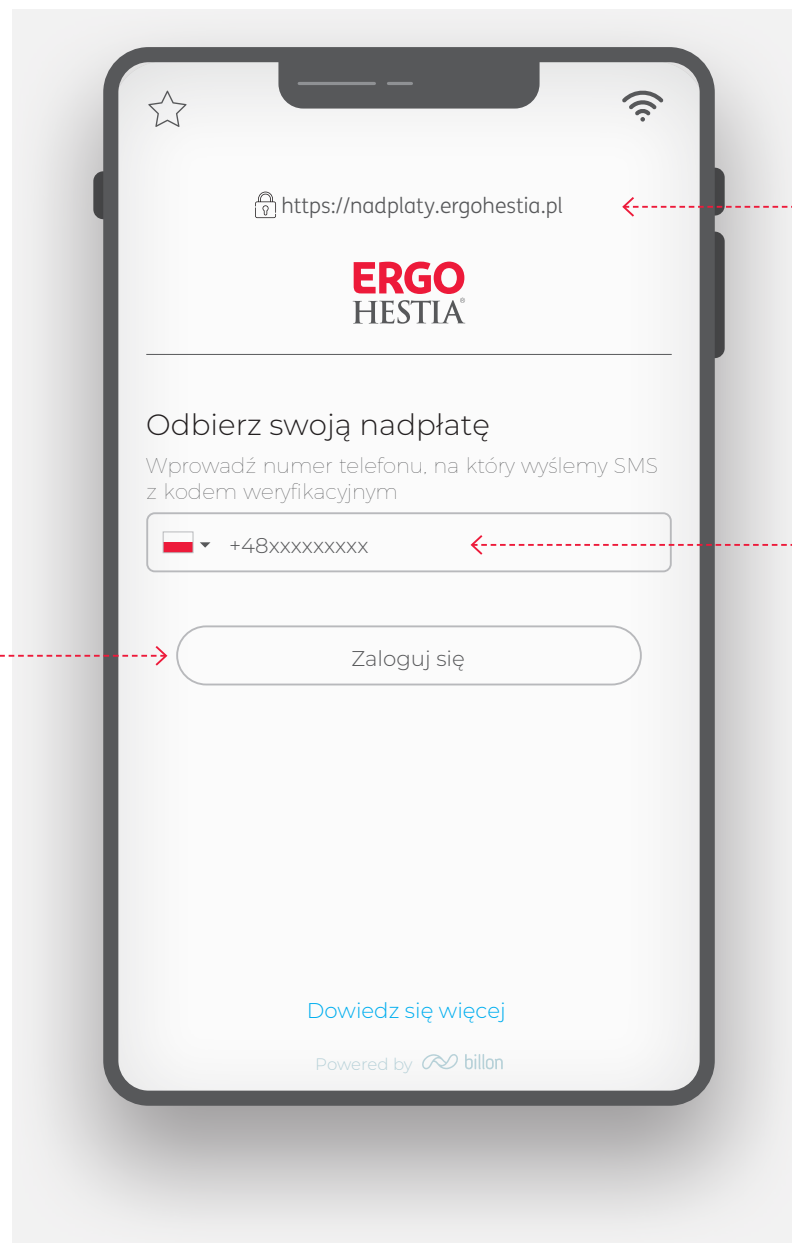 https://nadplaty.ergohestia.pl
ERGO
HESTIA®
Odbierz swoją nadpłatę
Wprowadź numer telefonu, na który wyślemy SMS
z kodem weryfikacyjnym
+48xxxxxxxxx
Zaloguj się
Dowiedz się więcej
Powered by billon